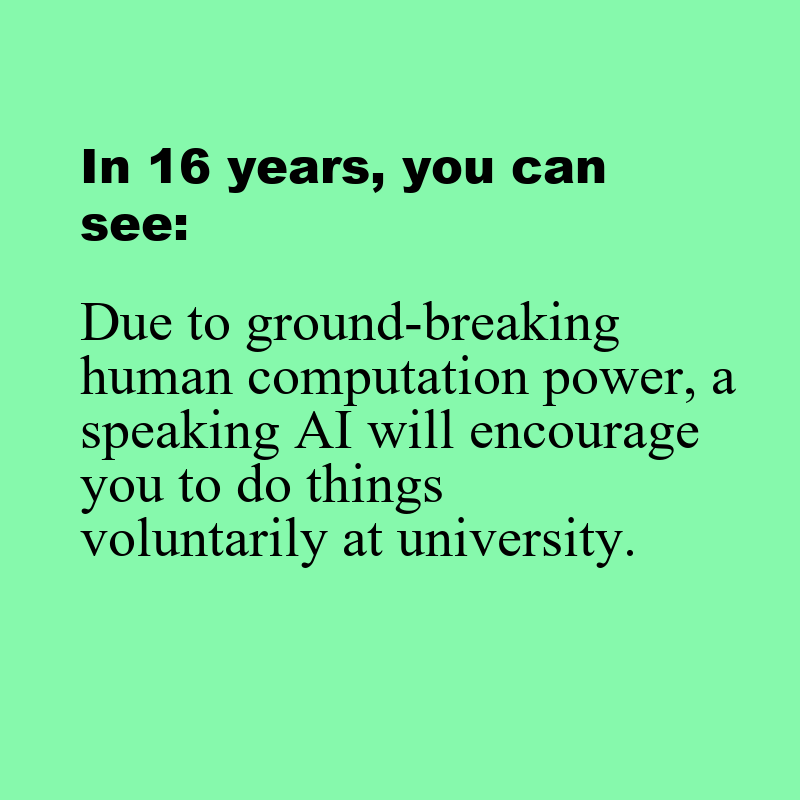 In 16 years, you can
see:
Due to ground-breaking
human computation power, a
speaking AI will encourage
you to do things
voluntarily at university.